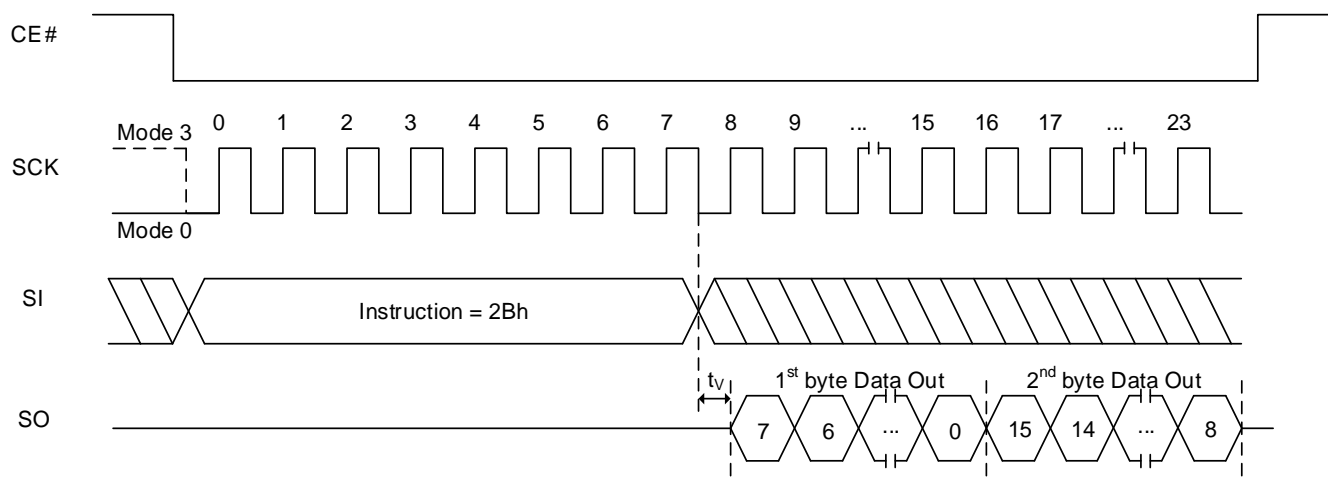 CE#
0 1 2 3 4 5 6 7 8 9 ... 15 16 17 ... 23
Mode 3
SCK
Mode 0
SI
Instruction = 2Bh
tV 1st byte Data Out 2nd byte Data Out
SO
7 6 ... 0 15 14 ... 8